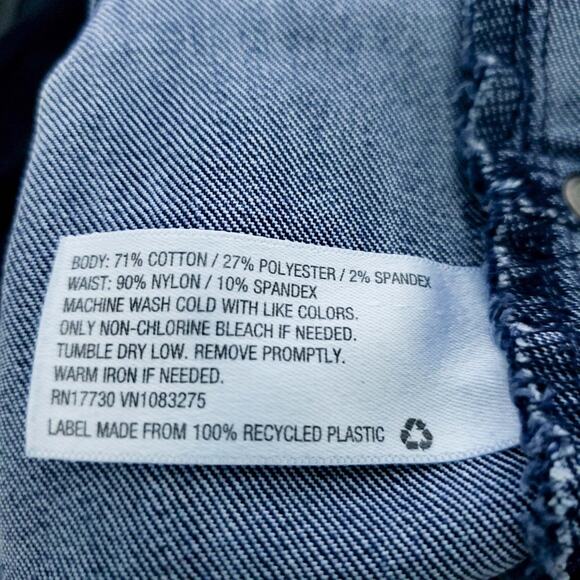 BODY: 71% COTTON / 27% POLYESTER / 2% SPANDEX
WAIST: 90% NYLON / 10% SPANDEX
MACHINE WASH COLD WITH LIKE COLORS.
ONLY NON-CHLORINE BLEACH IF NEEDED.
TUMBLE DRY LOW. REMOVE PROMPTLY.
WARM IRON IF NEEDED.
RN17730 VN1083275
LABEL MADE FROM 100% RECYCLED PLASTIC